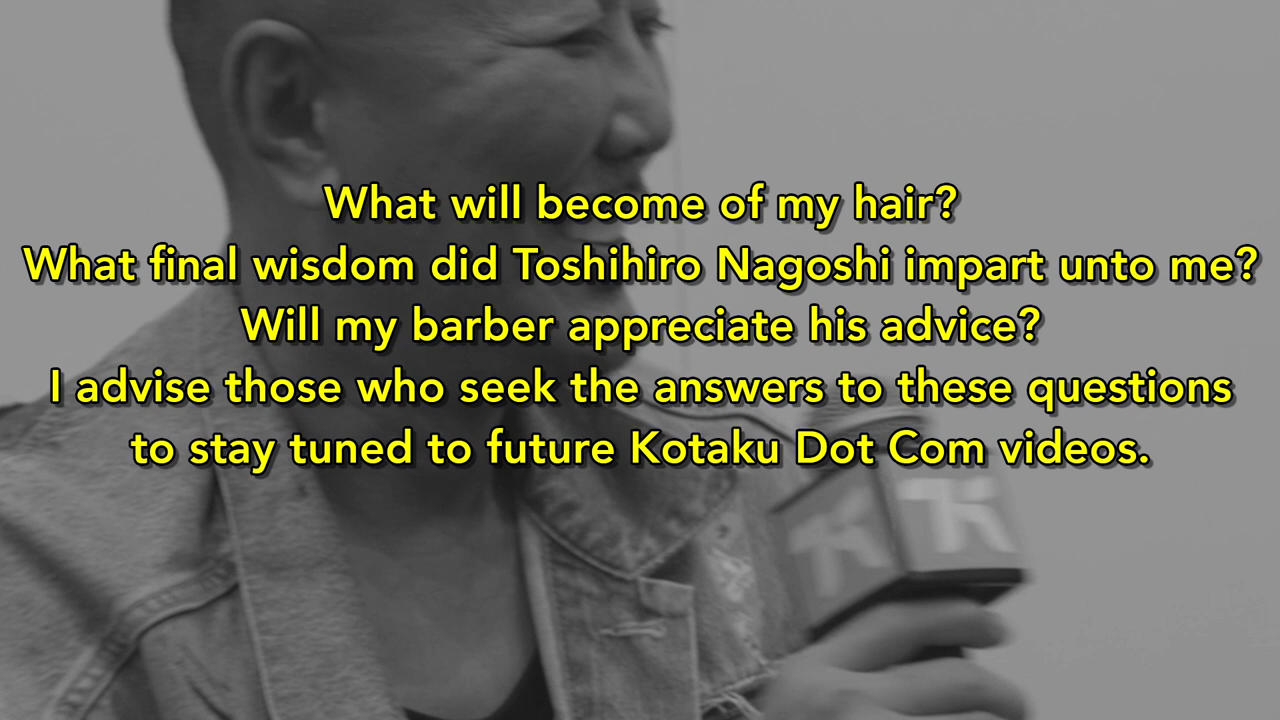 What will become of my hair?
What final wisdom did Toshihiro Nagoshi impart unto me?
Will my barber appreciate his advice?
I advise those who seek the answers to these questions
to stay tuned to future Kotaku Dot Com videos.
K K